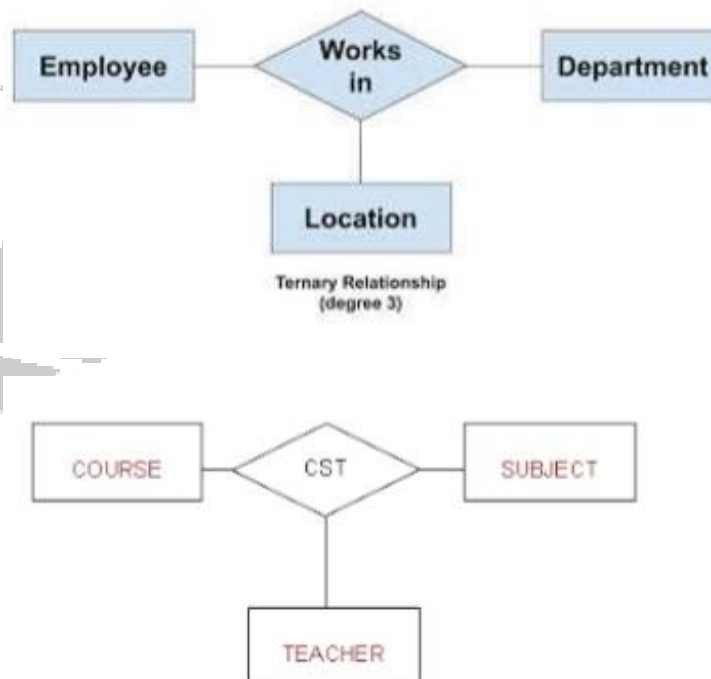 Employee
Works
in
Department
Location
Ternary Relationship
(degree 3)
COURSE
CST
SUBJECT
TEACHER